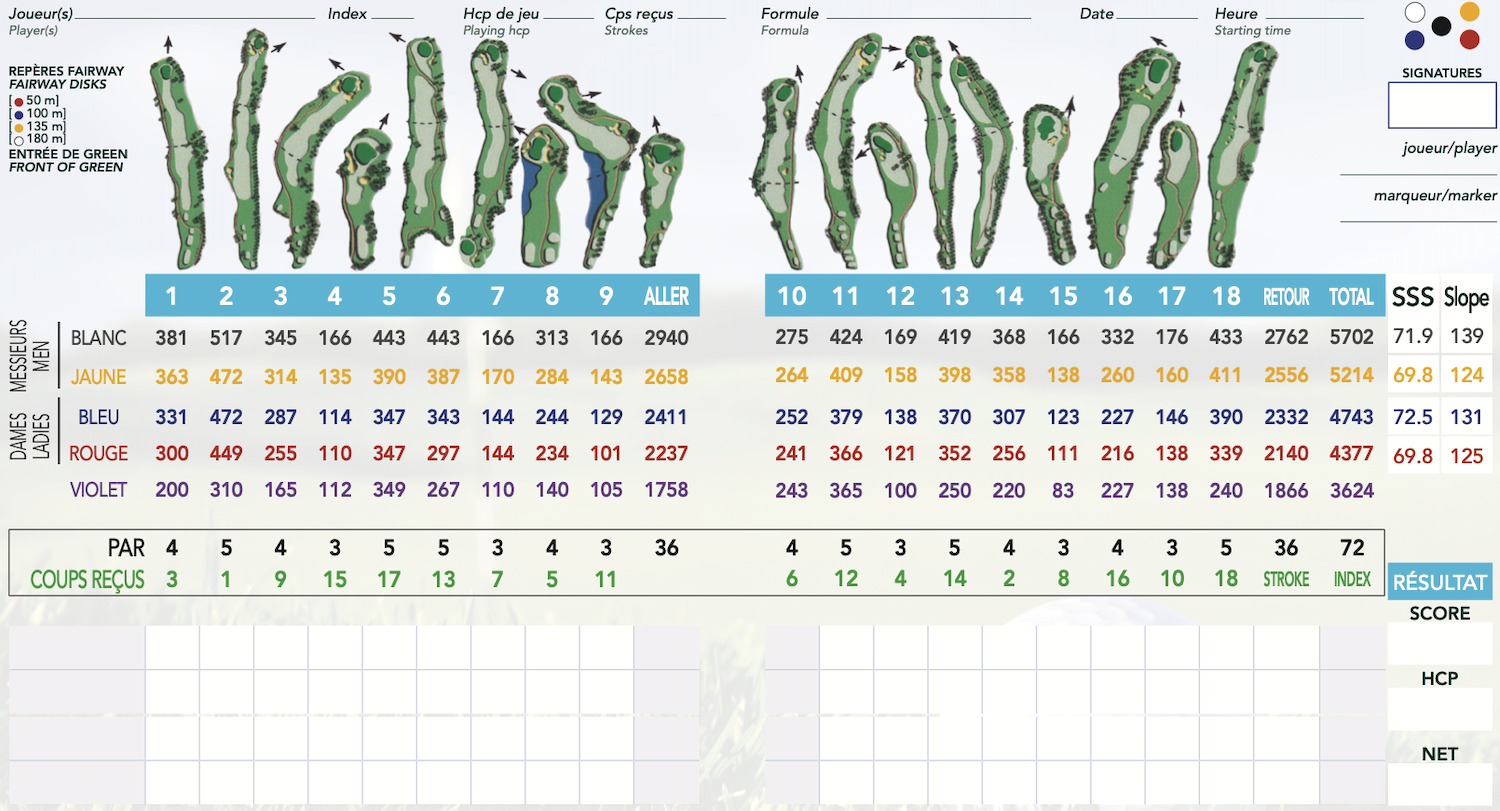 Joueur(s) Index Hcp de jeu Cps reçus Formule Date Heure
Player(s) Playing hcp Strokes Formula Starting time
REPÈRES FAIRWAY
FAIRWAY DISKS
[ 50 m]
[ 100 m]
[ 135 m]
[ 180 m]
ENTRÉE DE GREEN
FRONT OF GREEN
SIGNATURES
joueur/player
marqueur/marker
1 2 3 4 5 6 7 8 9 ALLER 10 11 12 13 14 15 16 17 18 RETOUR TOTAL SSS Slope
MESSIEURS
MEN
BLANC 381 517 345 166 443 443 166 313 166 2940 275 424 169 419 368 166 332 176 433 2762 5702 71.9 139
JAUNE 363 472 314 135 390 387 170 284 143 2658 264 409 158 398 358 138 260 160 411 2556 5214 69.8 124
DAMES
LADIES
BLEU 331 472 287 114 347 343 144 244 129 2411 252 379 138 370 307 123 227 146 390 2332 4743 72.5 131
ROUGE 300 449 255 110 347 297 144 234 101 2237 241 366 121 352 256 111 216 138 339 2140 4377 69.8 125
VIOLET 200 310 165 112 349 267 110 140 105 1758 243 365 100 250 220 83 227 138 240 1866 3624
PAR 4 5 4 3 5 5 3 4 3 36 4 5 3 5 4 3 4 3 5 36 72
COUPS REÇUS 3 1 9 15 17 13 7 5 11 6 12 4 14 2 8 16 10 18 STROKE INDEX
RÉSULTAT
SCORE
HCP
NET